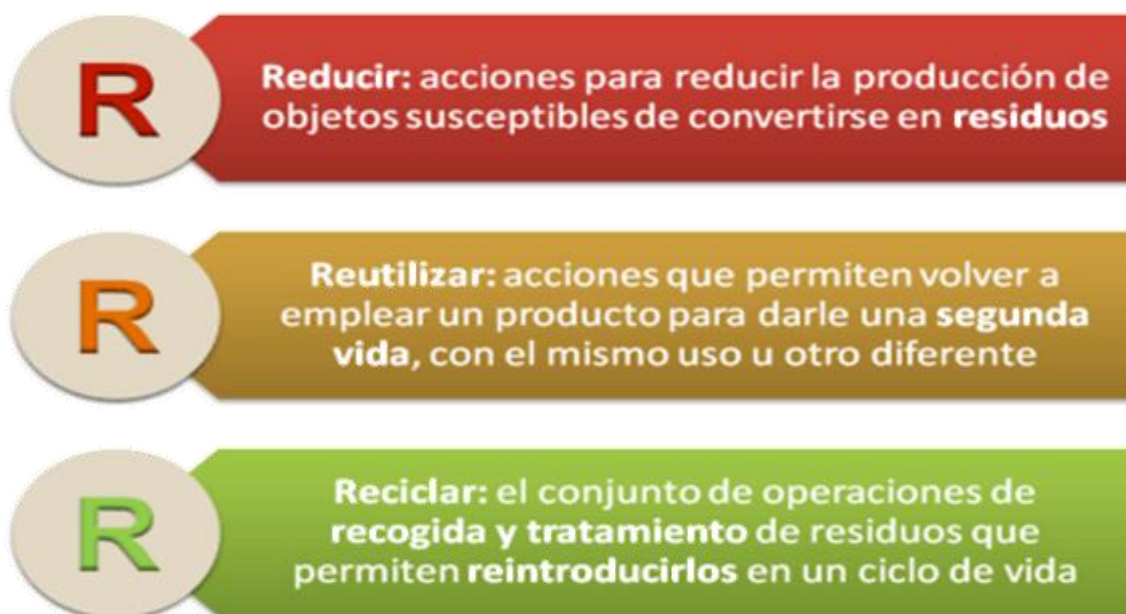 R
Reducir: acciones para reducir la producción de
objetos susceptibles de convertirse en residuos
R
Reutilizar: acciones que permiten volver a
emplear un producto para darle una segunda
vida, con el mismo uso u otro diferente
R
Reciclar: el conjunto de operaciones de
recogida y tratamiento de residuos que
permiten reintroducirlos en un ciclo de vida